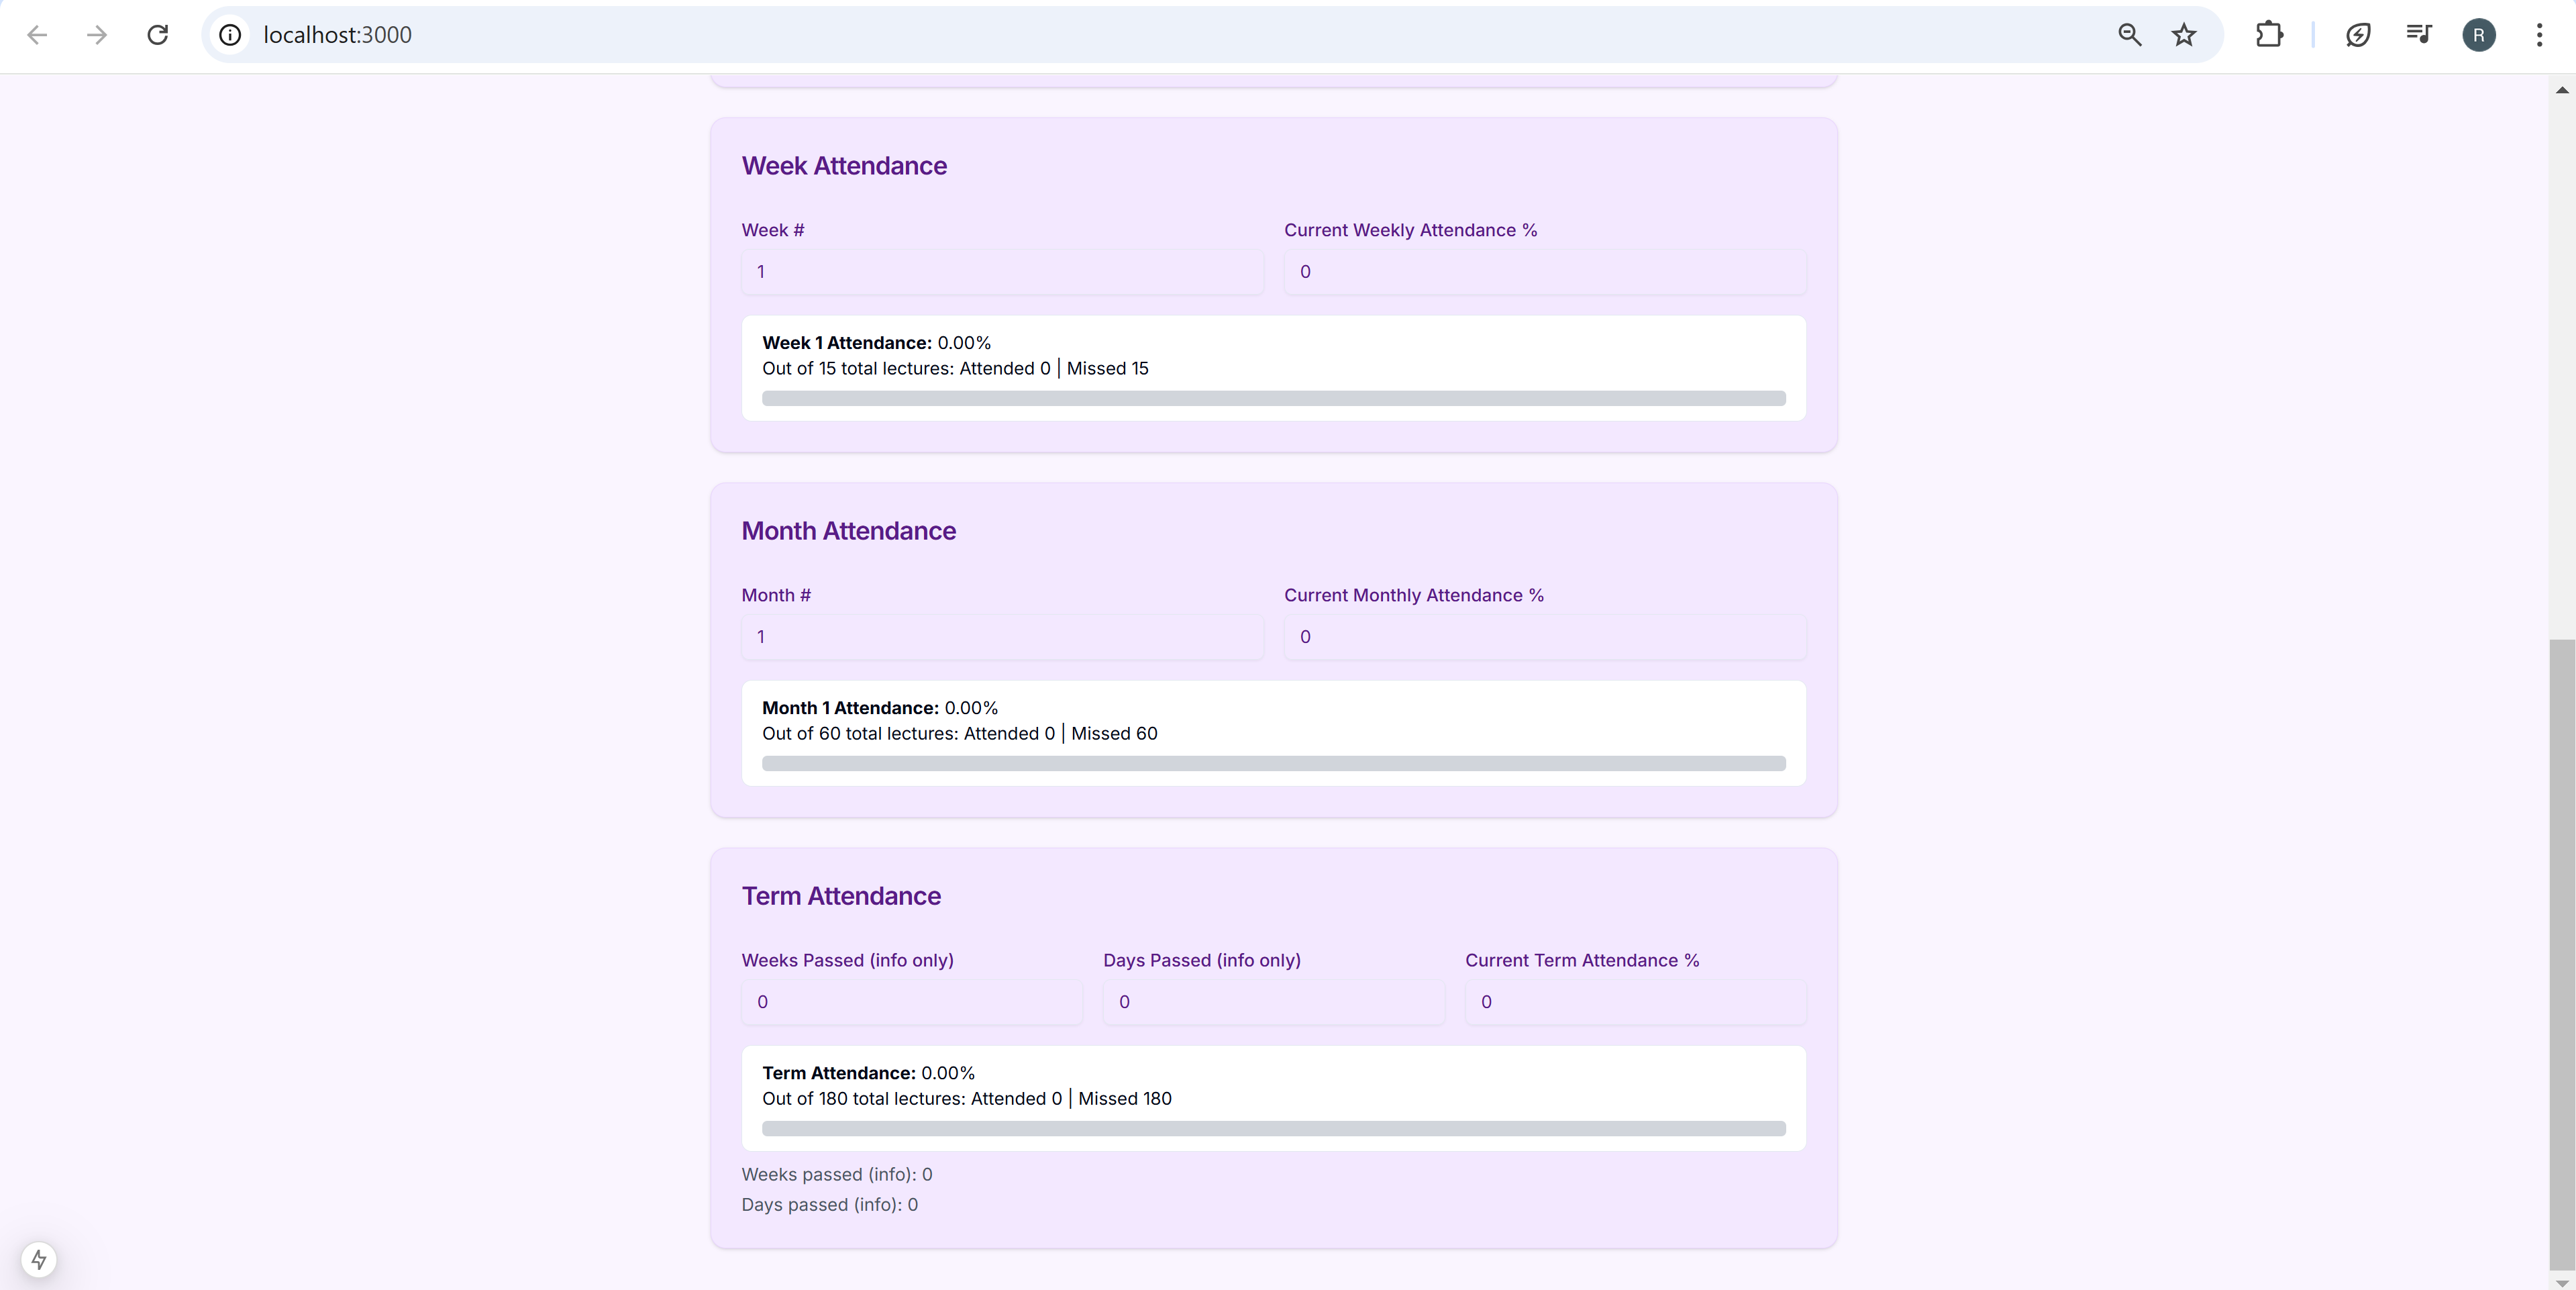 localhost:3000
R
Week Attendance
Week #
Current Weekly Attendance %
1
0
Week 1 Attendance: 0.00%
Out of 15 total lectures: Attended 0 | Missed 15
Month Attendance
Month #
Current Monthly Attendance %
1
0
Month 1 Attendance: 0.00%
Out of 60 total lectures: Attended 0 | Missed 60
Term Attendance
Weeks Passed (info only)
Days Passed (info only)
Current Term Attendance %
0
0
0
Term Attendance: 0.00%
Out of 180 total lectures: Attended 0 | Missed 180
Weeks passed (info): 0
Days passed (info): 0